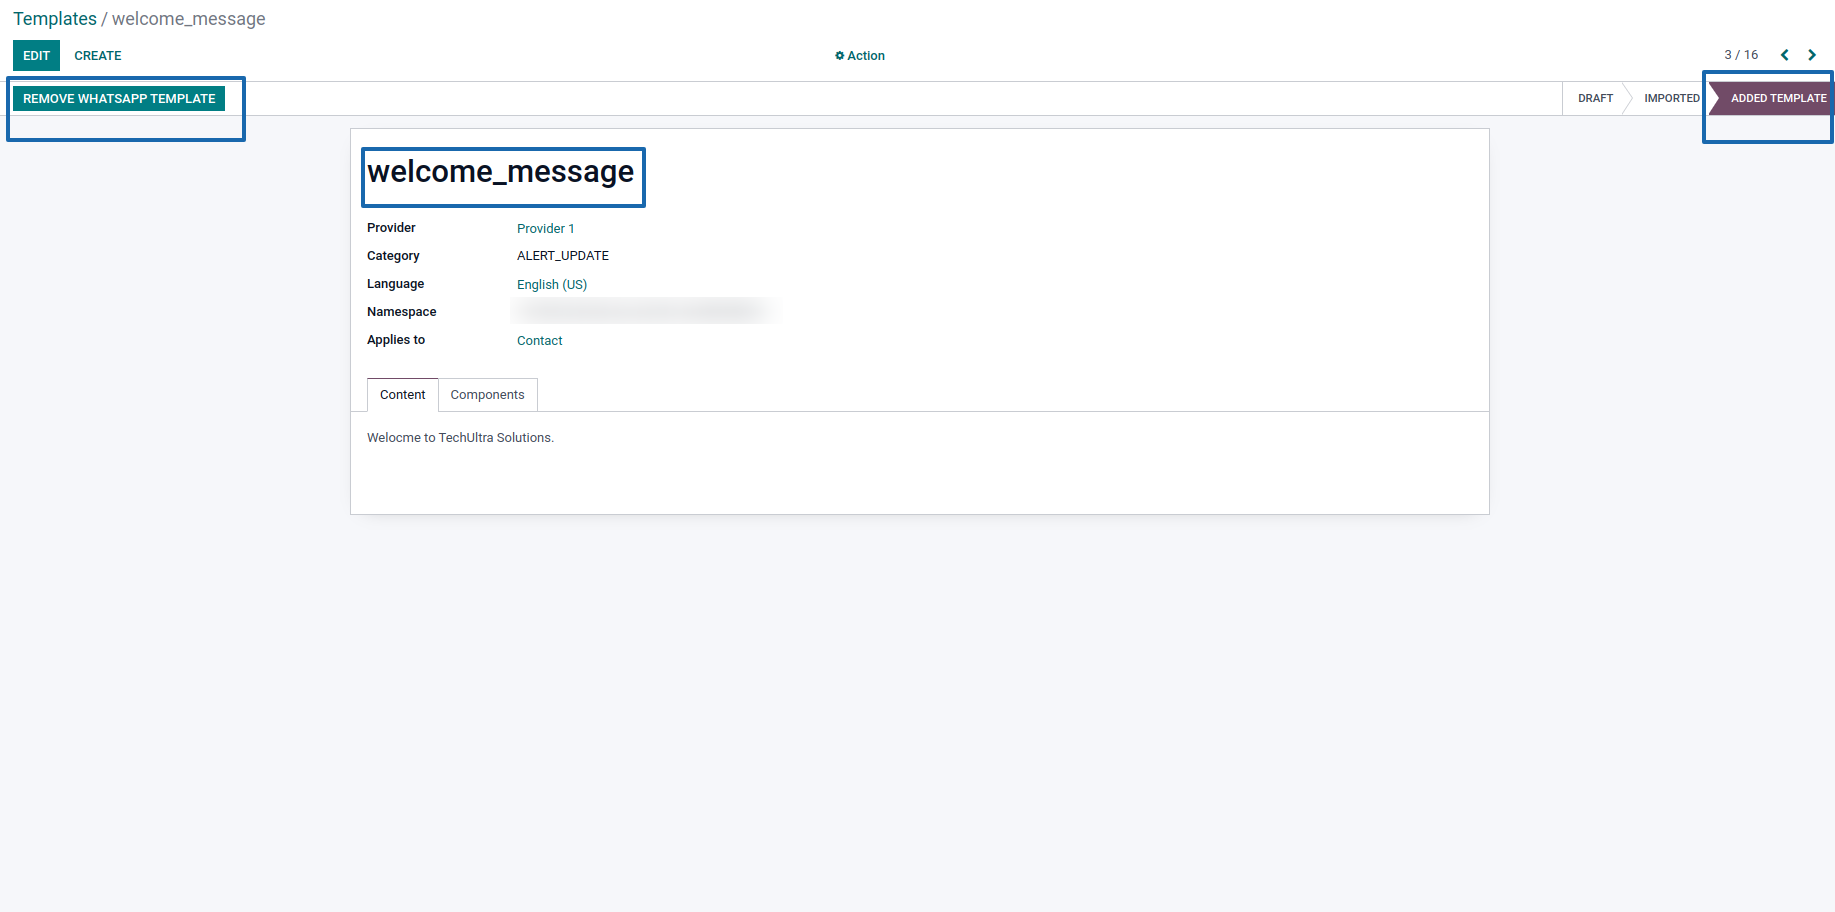 Templates / welcome_message
EDIT CREATE Action 3 / 16
REMOVE WHATSAPP TEMPLATE DRAFT IMPORTED ADDED TEMPLATE
welcome_message
Provider Provider 1
Category ALERT_UPDATE
Language English (US)
Namespace
Applies to Contact
Content Components
Welocme to TechUltra Solutions.